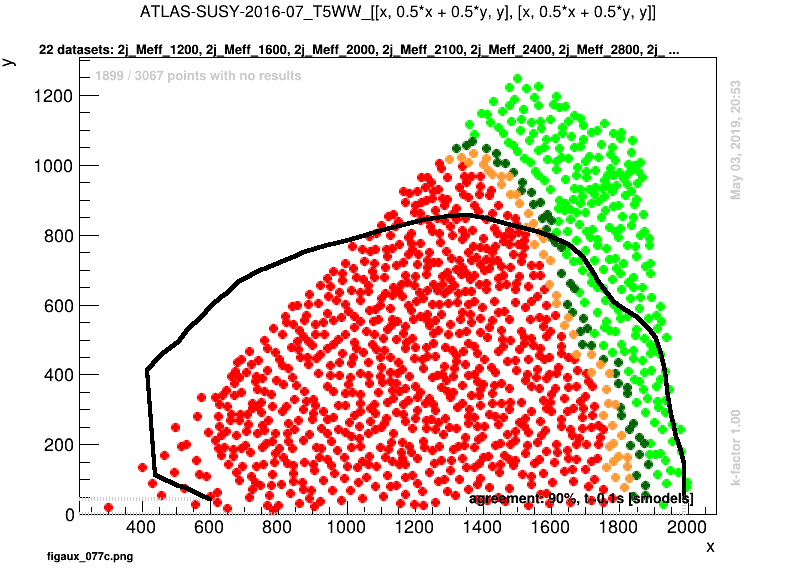 ATLAS-SUSY-2016-07_T5WW_[[x, 0.5*x + 0.5*y, y], [x, 0.5*x + 0.5*y, y]]
22 datasets: 2j_Meff_1200, 2j_Meff_1600, 2j_Meff_2000, 2j_Meff_2100, 2j_Meff_2400, 2j_Meff_2800, 2j_ ...
y
1899 / 3067 points with no results
1200
1000
800
600
400
200
0
May 03, 2019, 20:53
k-factor 1.00
agreement: 90%, t~0.1s [smodels]
400 600 800 1000 1200 1400 1600 1800 2000
x
figaux_077c.png